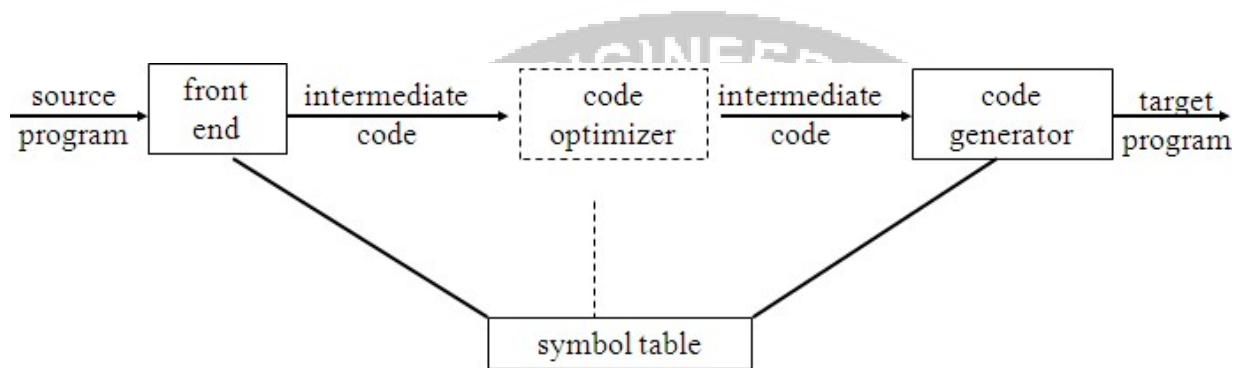 source
program
front
end
intermediate
code
code
optimizer
intermediate
code
code
generator
target
program
symbol table